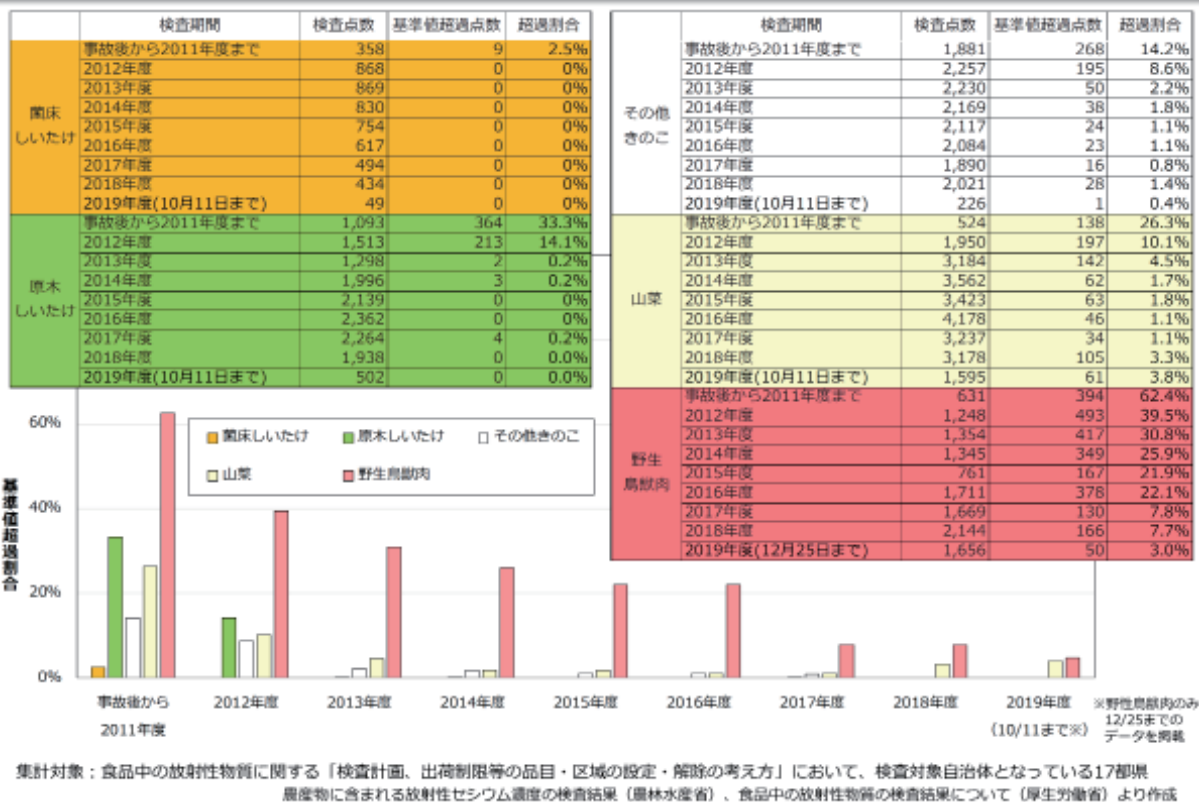 検査期間 検査点数 基準値超過点数 超過割合
菌床
しいたけ
事故後から2011年度まで 358 9 2.5%
2012年度 868 0 0%
2013年度 869 0 0%
2014年度 830 0 0%
2015年度 754 0 0%
2016年度 617 0 0%
2017年度 494 0 0%
2018年度 434 0 0%
2019年度(10月11日まで) 49 0 0%
原木
しいたけ
事故後から2011年度まで 1,093 364 33.3%
2012年度 1,513 213 14.1%
2013年度 1,298 2 0.2%
2014年度 1,996 3 0.2%
2015年度 2,139 0 0%
2016年度 2,362 0 0%
2017年度 2,264 4 0.2%
2018年度 1,938 0 0.0%
2019年度(10月11日まで) 502 0 0.0%
検査期間 検査点数 基準値超過点数 超過割合
その他
きのこ
事故後から2011年度まで 1,881 268 14.2%
2012年度 2,257 195 8.6%
2013年度 2,230 50 2.2%
2014年度 2,169 38 1.8%
2015年度 2,117 24 1.1%
2016年度 2,084 23 1.1%
2017年度 1,890 16 0.8%
2018年度 2,021 28 1.4%
2019年度(10月11日まで) 226 1 0.4%
山菜
事故後から2011年度まで 524 138 26.3%
2012年度 1,950 197 10.1%
2013年度 3,184 142 4.5%
2014年度 3,562 62 1.7%
2015年度 3,423 63 1.8%
2016年度 4,178 46 1.1%
2017年度 3,237 34 1.1%
2018年度 3,178 105 3.3%
2019年度(10月11日まで) 1,595 61 3.8%
野生
鳥獣肉
事故後から2011年度まで 631 394 62.4%
2012年度 1,248 493 39.5%
2013年度 1,354 417 30.8%
2014年度 1,345 349 25.9%
2015年度 761 167 21.9%
2016年度 1,711 378 22.1%
2017年度 1,669 130 7.8%
2018年度 2,144 166 7.7%
2019年度(12月25日まで) 1,656 50 3.0%
基準値超過割合
60%
40%
20%
0%
菌床しいたけ 原木しいたけ その他きのこ
山菜 野生鳥獣肉
事故後から
2011年度
2012年度 2013年度 2014年度 2015年度 2016年度 2017年度 2018年度 2019年度
(10/11まで※)
※野性鳥獣肉のみ
12/25までの
データを掲載
集計対象：食品中の放射性物質に関する「検査計画、出荷制限等の品目・区域の設定・解除の考え方」において、検査対象自治体となっている17都県
農産物に含まれる放射性セシウム濃度の検査結果（農林水産省）、食品中の放射性物質の検査結果について（厚生労働省）より作成